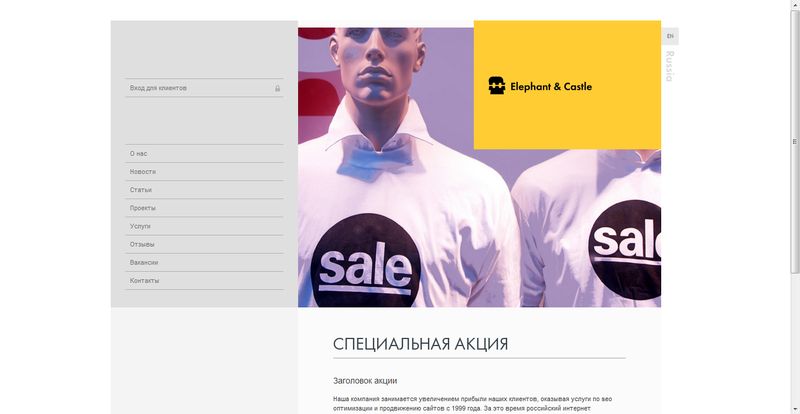 EN
Russia
Elephant & Castle
Вход для клиентов
О нас
Новости
Статьи
Проекты
Услуги
Отзывы
Вакансии
Контакты
sale
sale
СПЕЦИАЛЬНАЯ АКЦИЯ
Заголовок акции
Наша компания занимается увеличением прибыли наших клиентов, оказывая услуги по seo
оптимизации и продвижению сайтов с 1999 года. За это время российский интернет